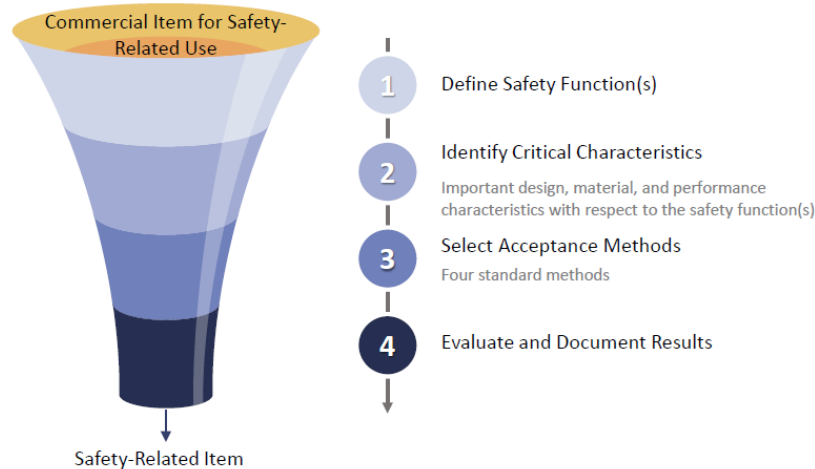 Commercial Item for Safety-
Related Use
1
Define Safety Function(s)
2
Identify Critical Characteristics
Important design, material, and performance
characteristics with respect to the safety function(s)
3
Select Acceptance Methods
Four standard methods
4
Evaluate and Document Results
Safety-Related Item